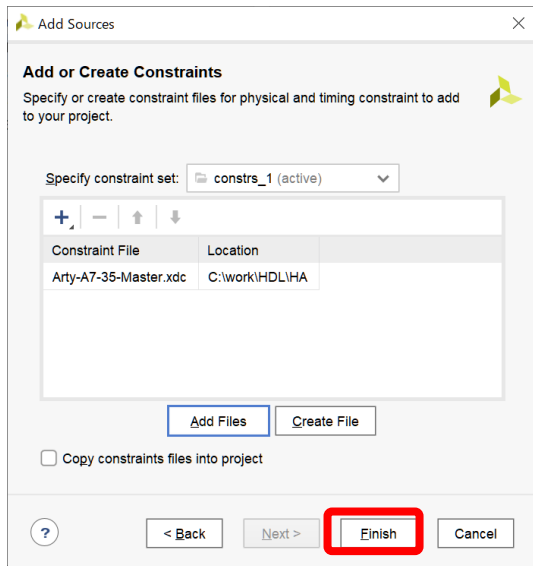 Add Sources
Add or Create Constraints
Specify or create constraint files for physical and timing constraint to add
to your project.
Specify constraint set: constrs_1 (active)
Constraint File Location
Arty-A7-35-Master.xdc C:\work\HDL\HA
Add Files Create File
Copy constraints files into project
? < Back Next > Finish Cancel